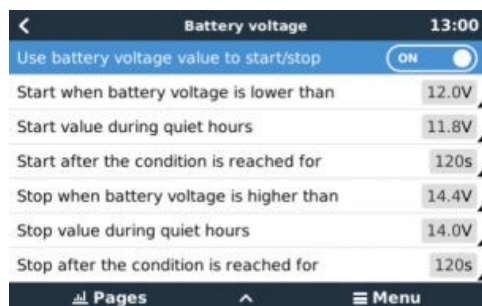 Battery voltage 13:00
Use battery voltage value to start/stop ON
Start when battery voltage is lower than 12.0V
Start value during quiet hours 11.8V
Start after the condition is reached for 120s
Stop when battery voltage is higher than 14.4V
Stop value during quiet hours 14.0V
Stop after the condition is reached for 120s
Pages Menu